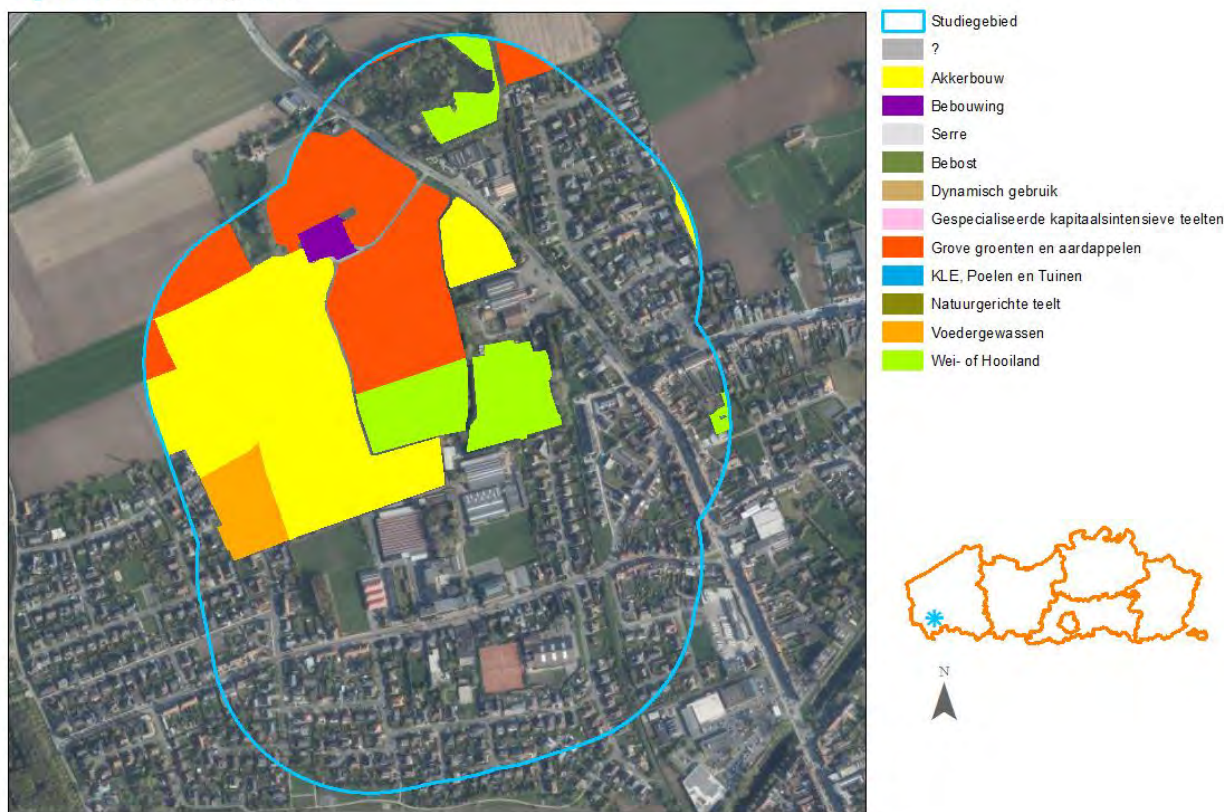 Studiegebied
?
Akkerbouw
Bebouwing
Serre
Bebost
Dynamisch gebruik
Gespecialiseerde kapitaalsintensieve teelten
Grove groenten en aardappelen
KLE, Poelen en Tuinen
Natuurgerichte teelt
Voedergewassen
Wei- of Hooiland
N